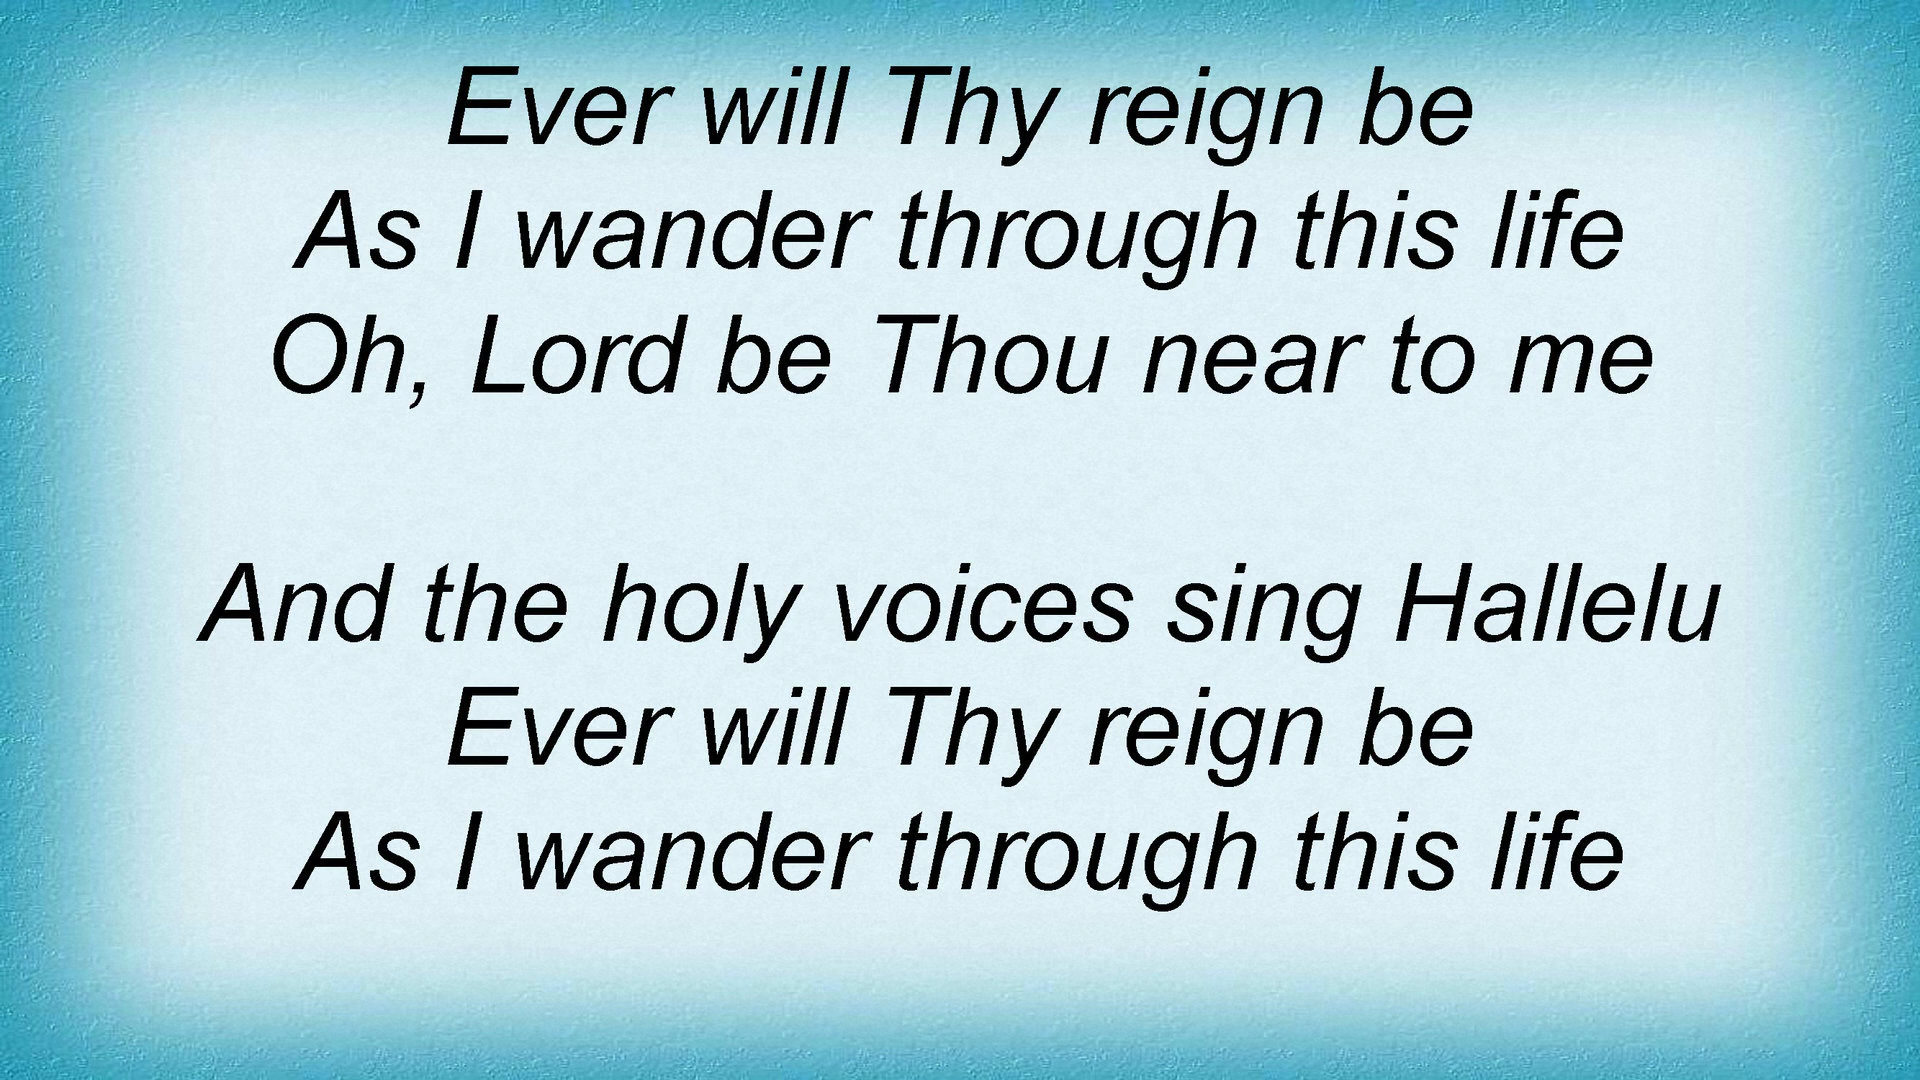 Ever will Thy reign be
As I wander through this life
Oh, Lord be Thou near to me
And the holy voices sing Hallelu
Ever will Thy reign be
As I wander through this life